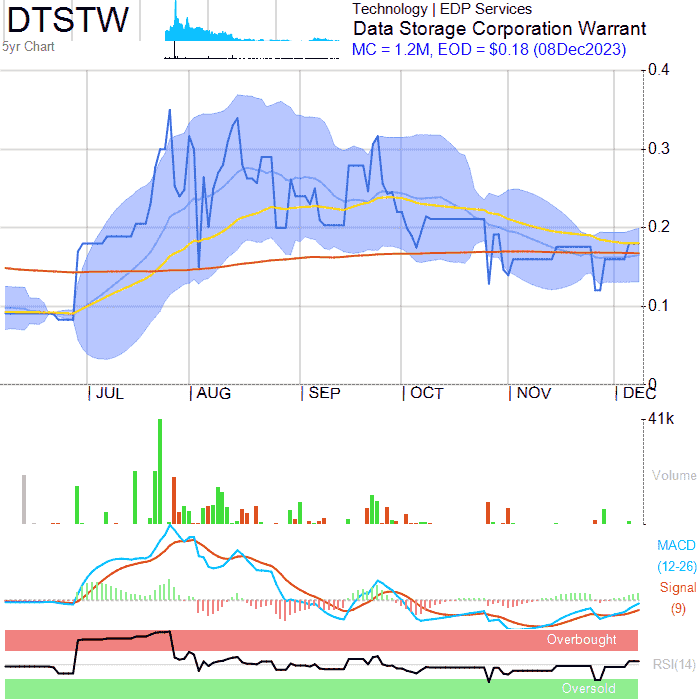 DTSTW
5yr Chart
Technology | EDP Services
Data Storage Corporation Warrant
MC = 1.2M, EOD = $0.18 (08Dec2023)
0.4
0.3
0.2
0.1
0
JUL AUG SEP OCT NOV DEC
41k
Volume
MACD
(12-26)
Signal
(9)
Overbought
RSI(14)
Oversold